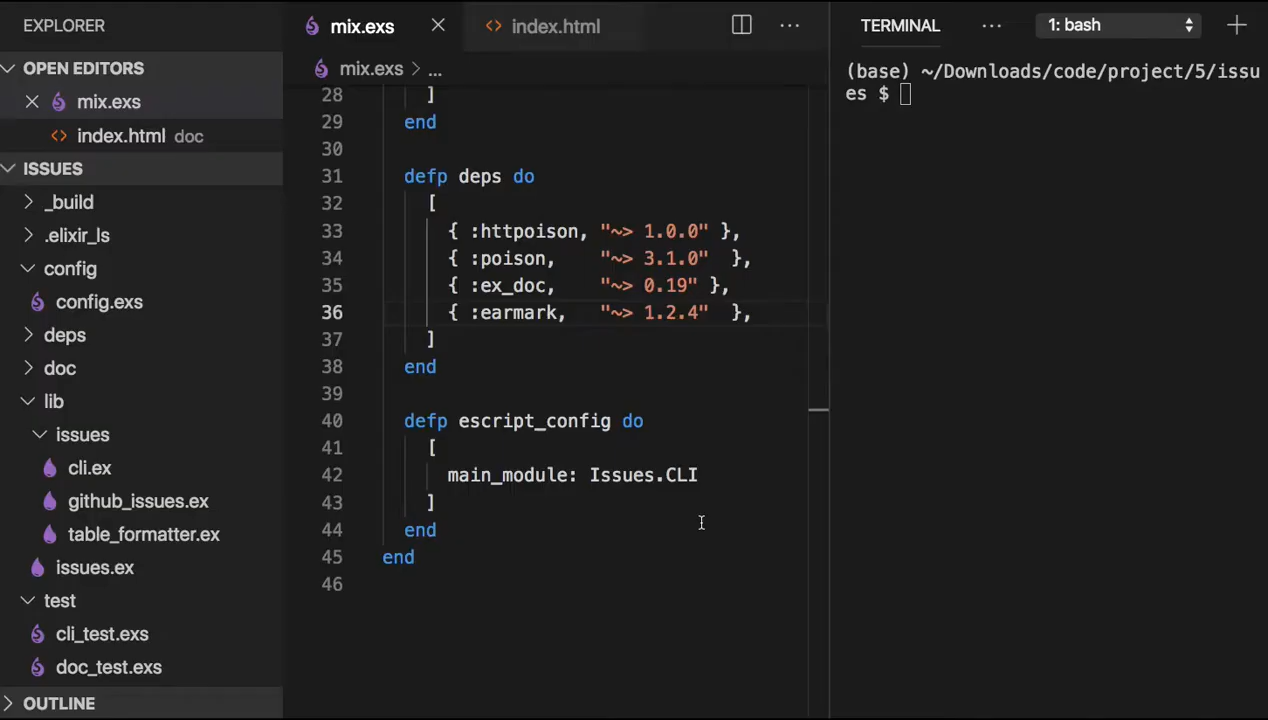 EXPLORER
OPEN EDITORS
mix.exs
index.html doc
ISSUES
_build
.elixir_ls
config
config.exs
deps
doc
lib
issues
cli.ex
github_issues.ex
table_formatter.ex
issues.ex
test
cli_test.exs
doc_test.exs
OUTLINE
mix.exs index.html
mix.exs > ...
28 ]
29 end
30
31 defp deps do
32 [
33 { :httpoison, "~> 1.0.0" },
34 { :poison, "~> 3.1.0" },
35 { :ex_doc, "~> 0.19" },
36 { :earmark, "~> 1.2.4" },
37 ]
38 end
39
40 defp escript_config do
41 [
42 main_module: Issues.CLI
43 ]
44 end
45 end
46
TERMINAL ... 1: bash
(base) ~/Downloads/code/project/5/issu
es $